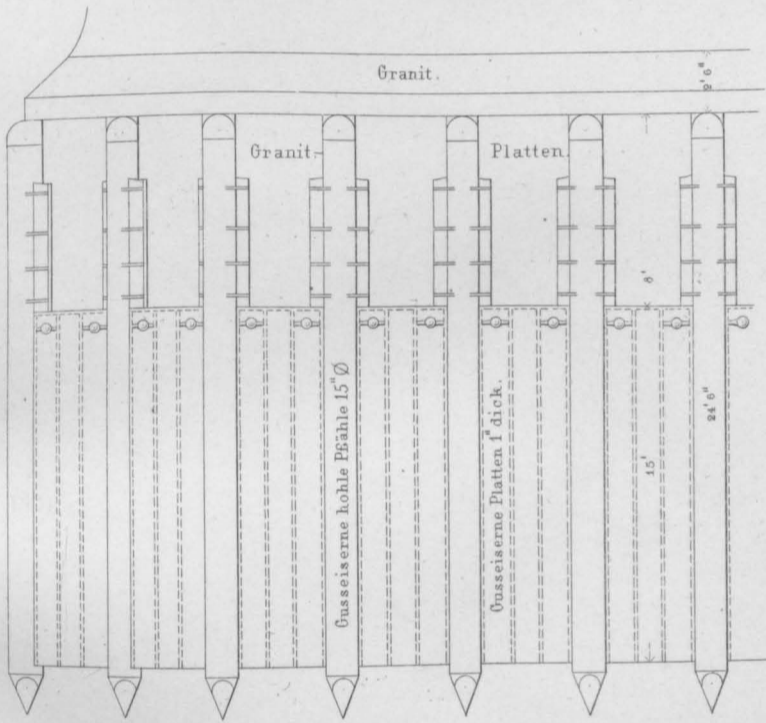 Granit.
2'6"
Granit-
Platten.
8'
Gusseiserne hohle Pfähle 15" Ø
Gusseiserne Platten 1" dick.
15'
24'6"